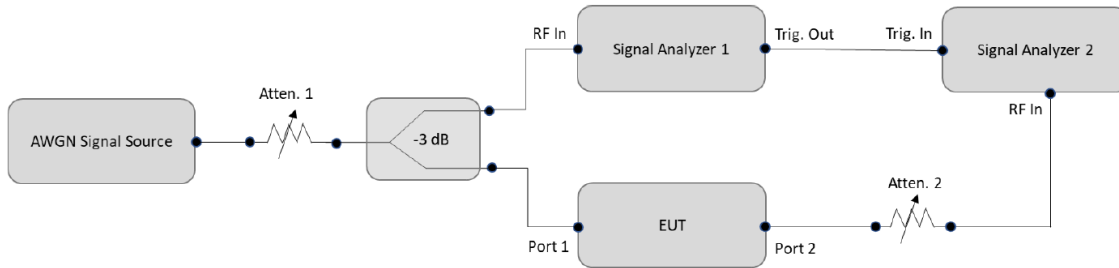 RF In
Signal Analyzer 1
Trig. Out
Trig. In
Signal Analyzer 2
RF In
Atten. 1
AWGN Signal Source
-3 dB
Atten. 2
Port 1
EUT
Port 2